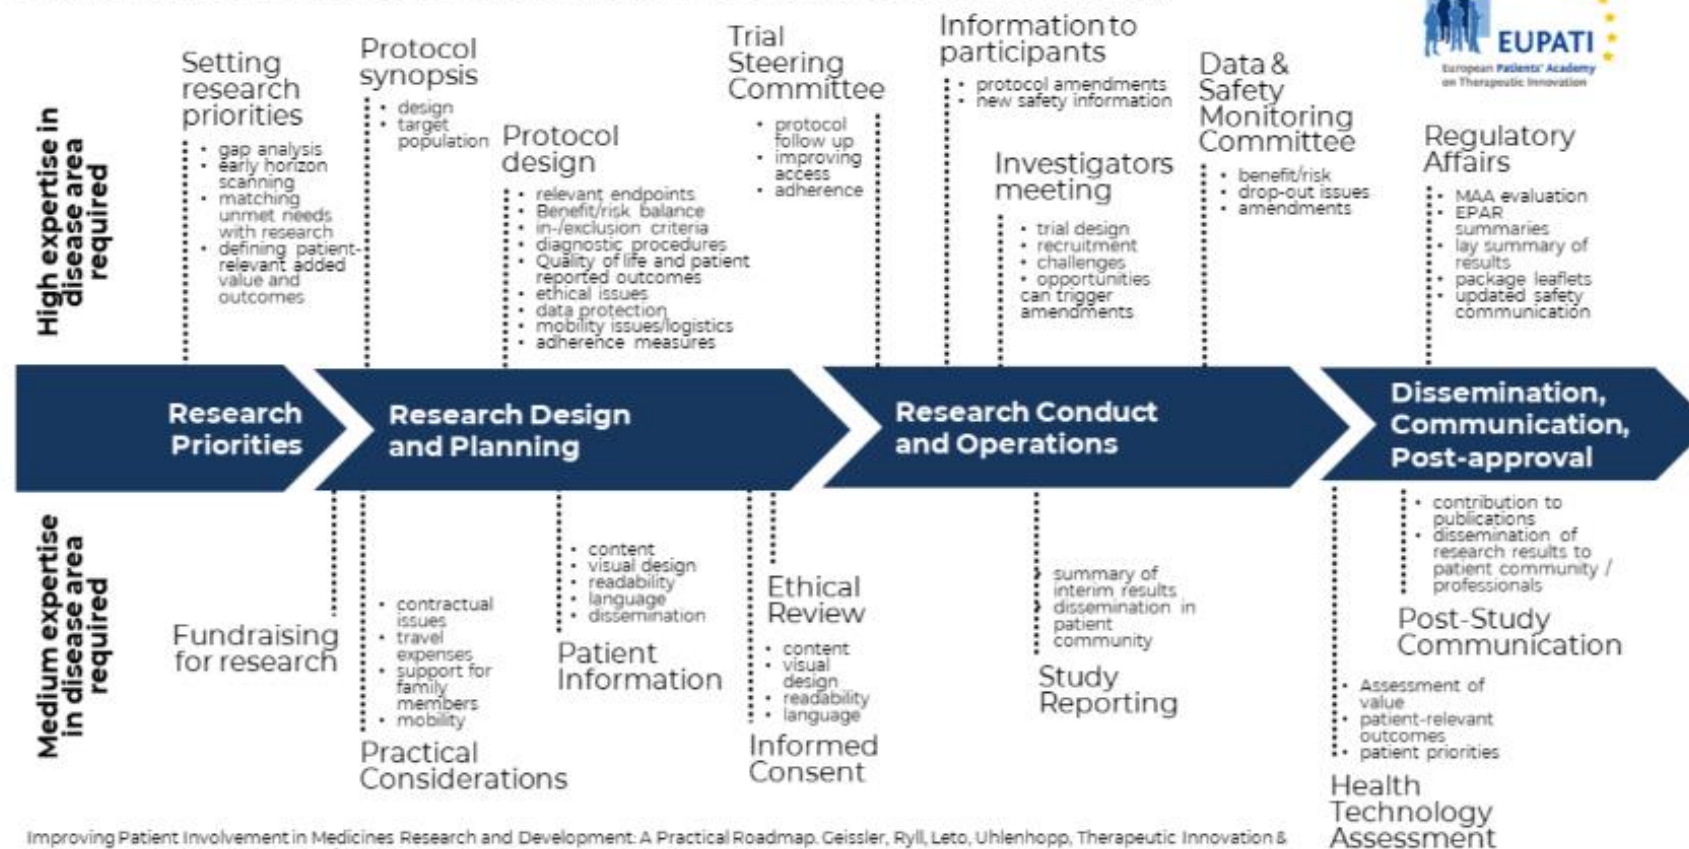 EUPATI
European Patients' Academy
on Therapeutic Innovation
High expertise in
disease area
required
Setting
research
priorities
• gap analysis
• early horizon
scanning
• matching
unmet needs
with research
• defining patient-
relevant added
value and
outcomes
Protocol
synopsis
• design
• target
population
Protocol
design
• relevant endpoints
• Benefit/risk balance
• in-/exclusion criteria
• diagnostic procedures
• Quality of life and patient
reported outcomes
• ethical issues
• data protection
• mobility issues/logistics
• adherence measures
Trial
Steering
Committee
• protocol
follow up
• improving
access
• adherence
Information to
participants
• protocol amendments
• new safety information
Investigators
meeting
• trial design
• recruitment
• challenges
• opportunities
can trigger
amendments
Data &
Safety
Monitoring
Committee
• benefit/risk
• drop-out issues
• amendments
Regulatory
Affairs
• MAA evaluation
• EPAR
summaries
• lay summary of
results
• package leaflets
• updated safety
communication
Research
Priorities
Research Design
and Planning
Research Conduct
and Operations
Dissemination,
Communication,
Post-approval
Medium expertise
in disease area
required
Fundraising
for research
• contractual
issues
• travel
expenses
• support for
family
members
• mobility
Practical
Considerations
• content
• visual design
• readability
• language
• dissemination
Patient
Information
Ethical
Review
• content
• visual
design
• readability
• language
Informed
Consent
• summary of
interim results
• dissemination in
patient
community
Study
Reporting
• contribution to
publications
• dissemination of
research results to
patient community /
professionals
Post-Study
Communication
• Assessment of
value
• patient-relevant
outcomes
• patient priorities
Health
Technology
Assessment
Improving Patient Involvement in Medicines Research and Development: A Practical Roadmap. Geissler, Ryll, Leto, Uhlenhopp, Therapeutic Innovation &